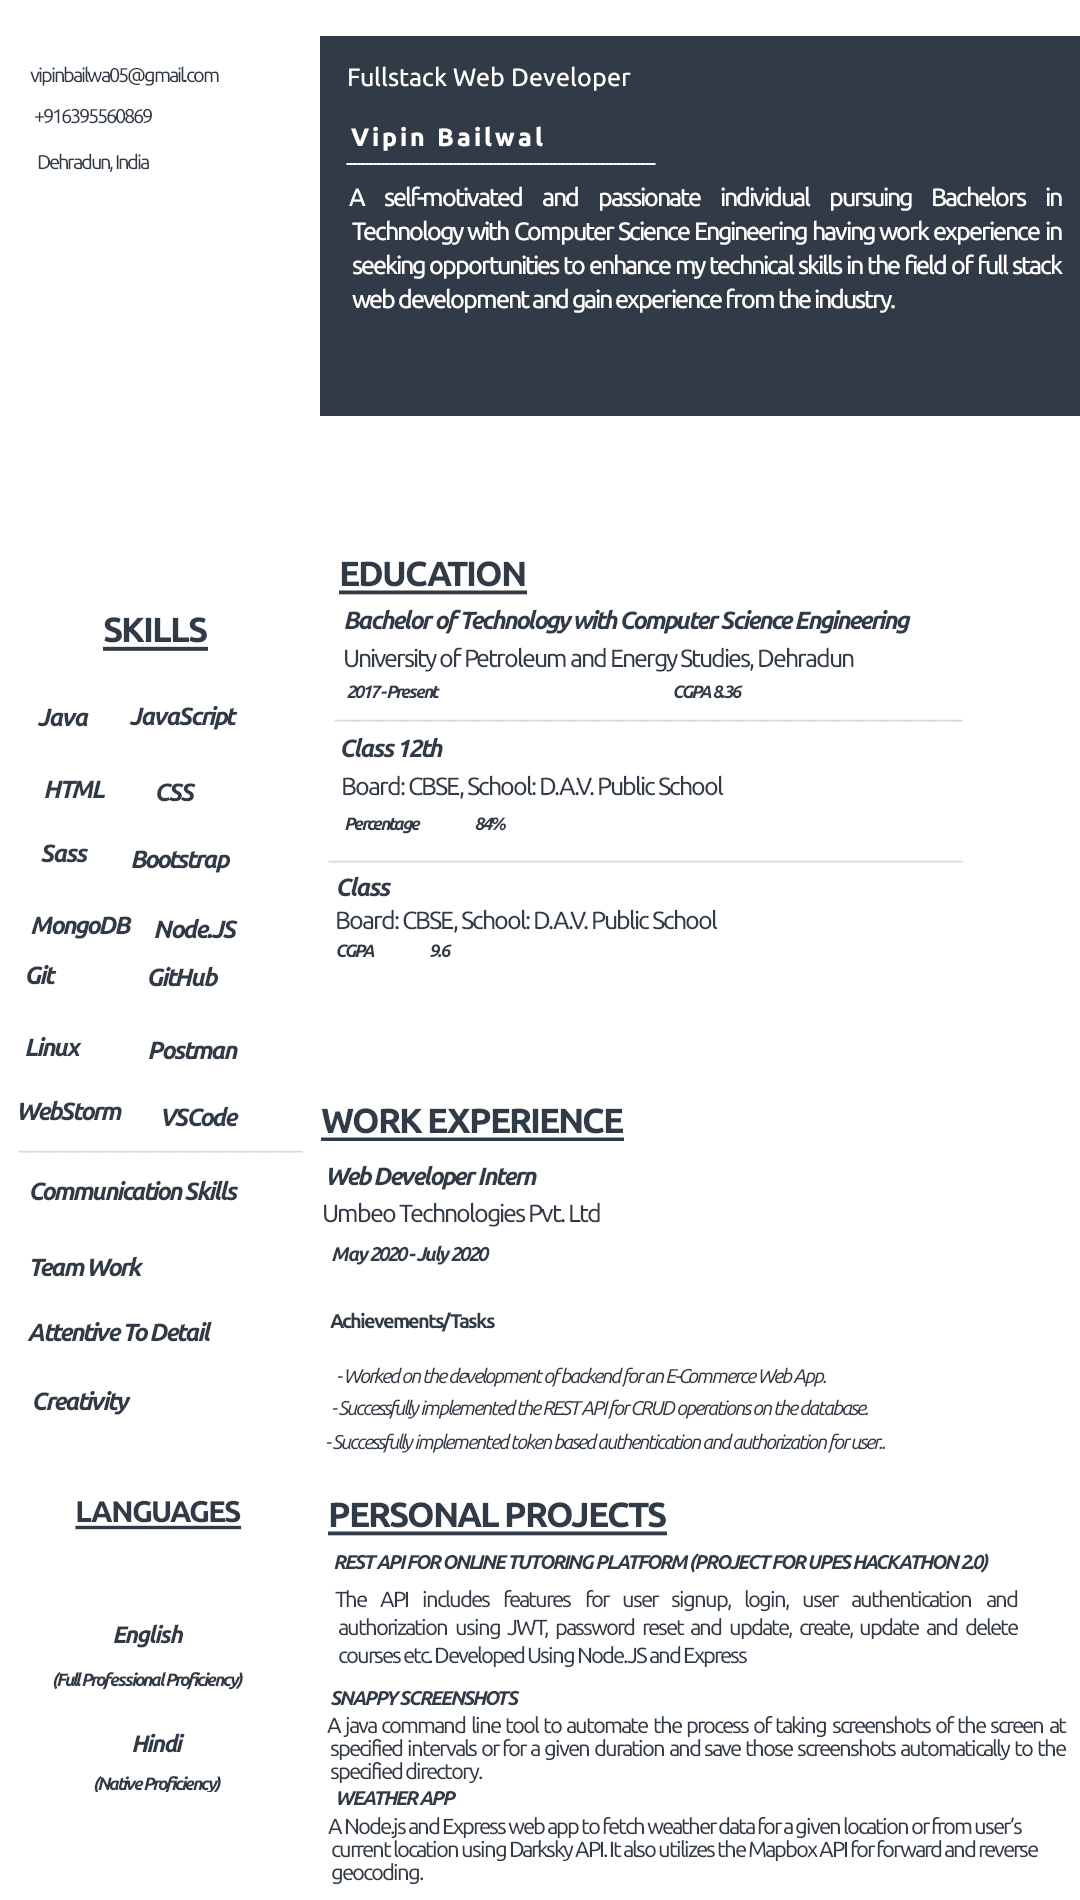 vipinbailwa05@gmail.com
+916395560869
Dehradun, India
Fullstack Web Developer
Vipin Bailwal
A self-motivated and passionate individual pursuing Bachelors in
Technology with Computer Science Engineering having work experience in
seeking opportunities to enhance my technical skills in the field of full stack
web development and gain experience from the industry.
SKILLS
Java JavaScript
HTML CSS
Sass Bootstrap
MongoDB Node.JS
Git GitHub
Linux Postman
WebStorm VSCode
Communication Skills
Team Work
Attentive To Detail
Creativity
LANGUAGES
English
(Full Professional Proficiency)
Hindi
(Native Proficiency)
EDUCATION
Bachelor of Technology with Computer Science Engineering
University of Petroleum and Energy Studies, Dehradun
2017 - Present CGPA 8.36
Class 12th
Board: CBSE, School: D.A.V. Public School
Percentage 84%
Class
Board: CBSE, School: D.A.V. Public School
CGPA 9.6
WORK EXPERIENCE
Web Developer Intern
Umbeo Technologies Pvt. Ltd
May 2020 - July 2020
Achievements/Tasks
- Worked on the development of backend for an E-Commerce Web App.
- Successfully implemented the REST API for CRUD operations on the database.
- Successfully implemented token based authentication and authorization for user..
PERSONAL PROJECTS
REST API FOR ONLINE TUTORING PLATFORM (PROJECT FOR UPES HACKATHON 2.0)
The API includes features for user signup, login, user authentication and
authorization using JWT, password reset and update, create, update and delete
courses etc. Developed Using Node.JS and Express
SNAPPY SCREENSHOTS
A java command line tool to automate the process of taking screenshots of the screen at
specified intervals or for a given duration and save those screenshots automatically to the
specified directory.
WEATHER APP
A Node.js and Express web app to fetch weather data for a given location or from user’s
current location using Darksky API. It also utilizes the Mapbox API for forward and reverse
geocoding.